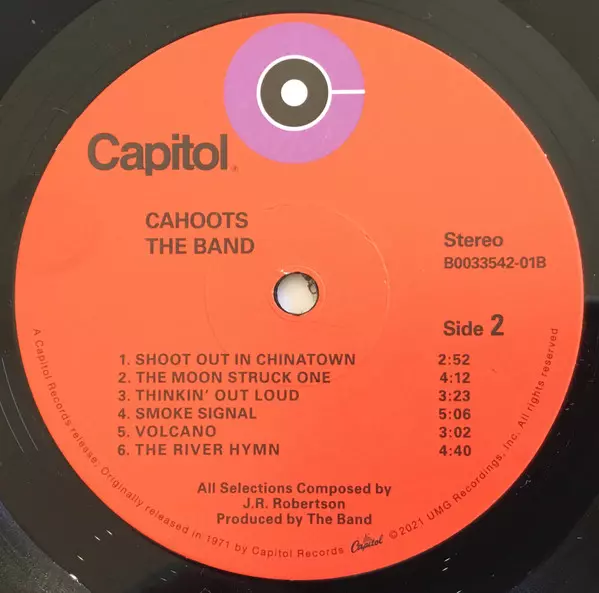 Capitol®
CAHOOTS
THE BAND
Stereo
B0033542-01B
Side 2
1. SHOOT OUT IN CHINATOWN 2:52
2. THE MOON STRUCK ONE 4:12
3. THINKIN' OUT LOUD 3:23
4. SMOKE SIGNAL 5:06
5. VOLCANO 3:02
6. THE RIVER HYMN 4:40
All Selections Composed by
J.R. Robertson
Produced by The Band
A Capitol Records release; Originally released in 1971 by Capitol Records Capitol ℗©2021 UMG Recordings, Inc. All rights reserved